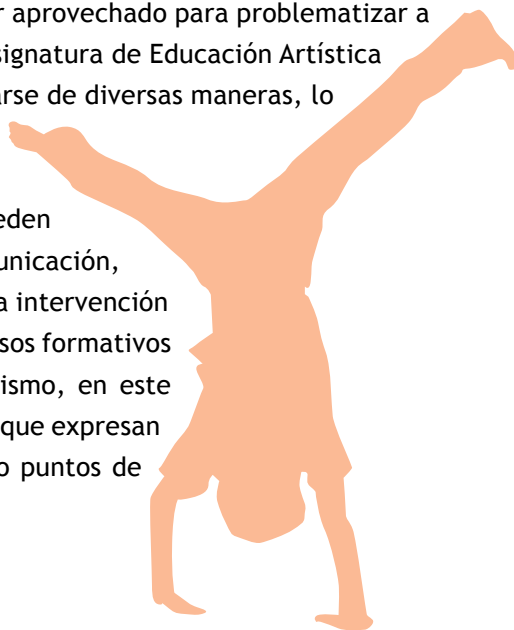 r aprovechado para problematizar a
signatura de Educación Artística
arse de diversas maneras, lo
eden
unicación,
a intervención
sos formativos
ismo, en este
que expresan
o puntos de